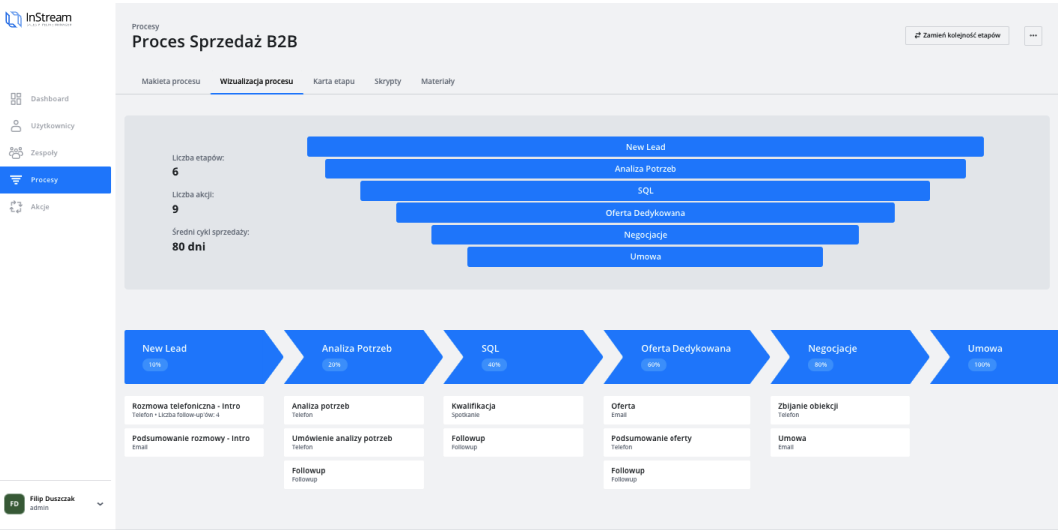 InStream
Dashboard
Użytkownicy
Zespoły
Procesy
Akcje
Filip Duszczak
admin
FD
Procesy
Proces Sprzedaż B2B
Zamień kolejność etapów
Makieta procesu
Wizualizacja procesu
Karta etapu
Skrypty
Materiały
Liczba etapów:
6
Liczba akcji:
9
Średni cykl sprzedaży:
80 dni
New Lead
Analiza Potrzeb
SQL
Oferta Dedykowana
Negocjacje
Umowa
New Lead
10%
Analiza Potrzeb
20%
SQL
40%
Oferta Dedykowana
60%
Negocjacje
80%
Umowa
100%
Rozmowa telefoniczna - Intro
Telefon • Liczba follow-up'ów: 4
Podsumowanie rozmowy - Intro
Email
Analiza potrzeb
Telefon
Umówienie analizy potrzeb
Telefon
Followup
Followup
Kwalifikacja
Spotkanie
Followup
Followup
Oferta
Email
Podsumowanie oferty
Telefon
Followup
Followup
Zbijanie obiekcji
Telefon
Umowa
Email